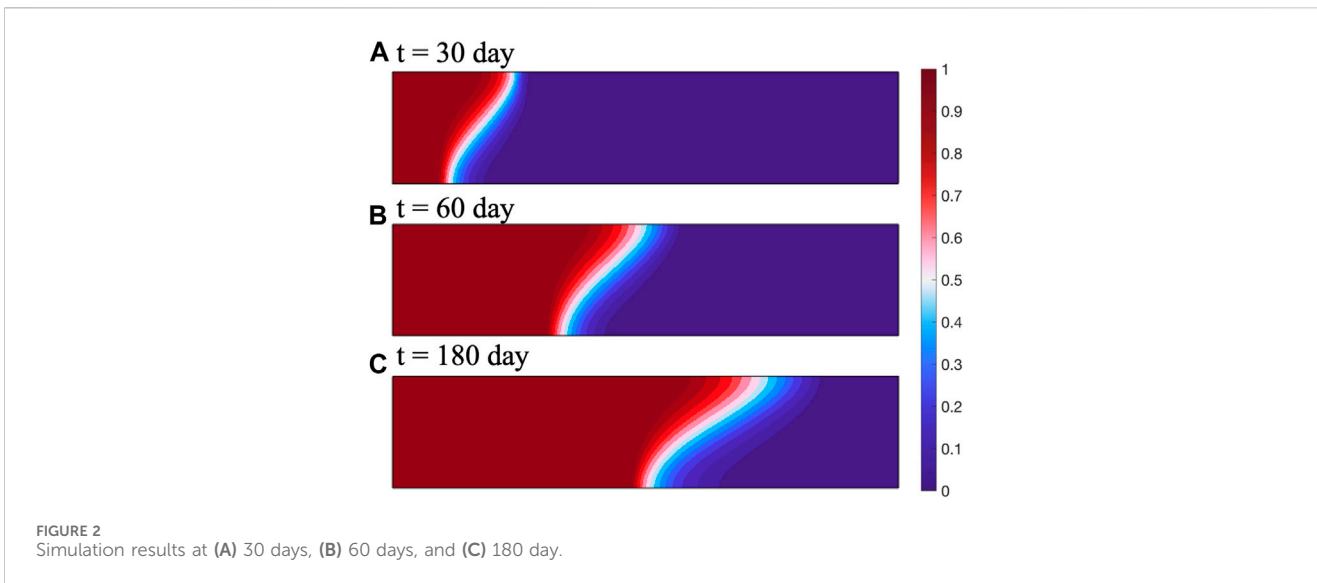 A t = 30 day
B t = 60 day
C t = 180 day
1
0.9
0.8
0.7
0.6
0.5
0.4
0.3
0.2
0.1
0
FIGURE 2
Simulation results at (A) 30 days, (B) 60 days, and (C) 180 day.